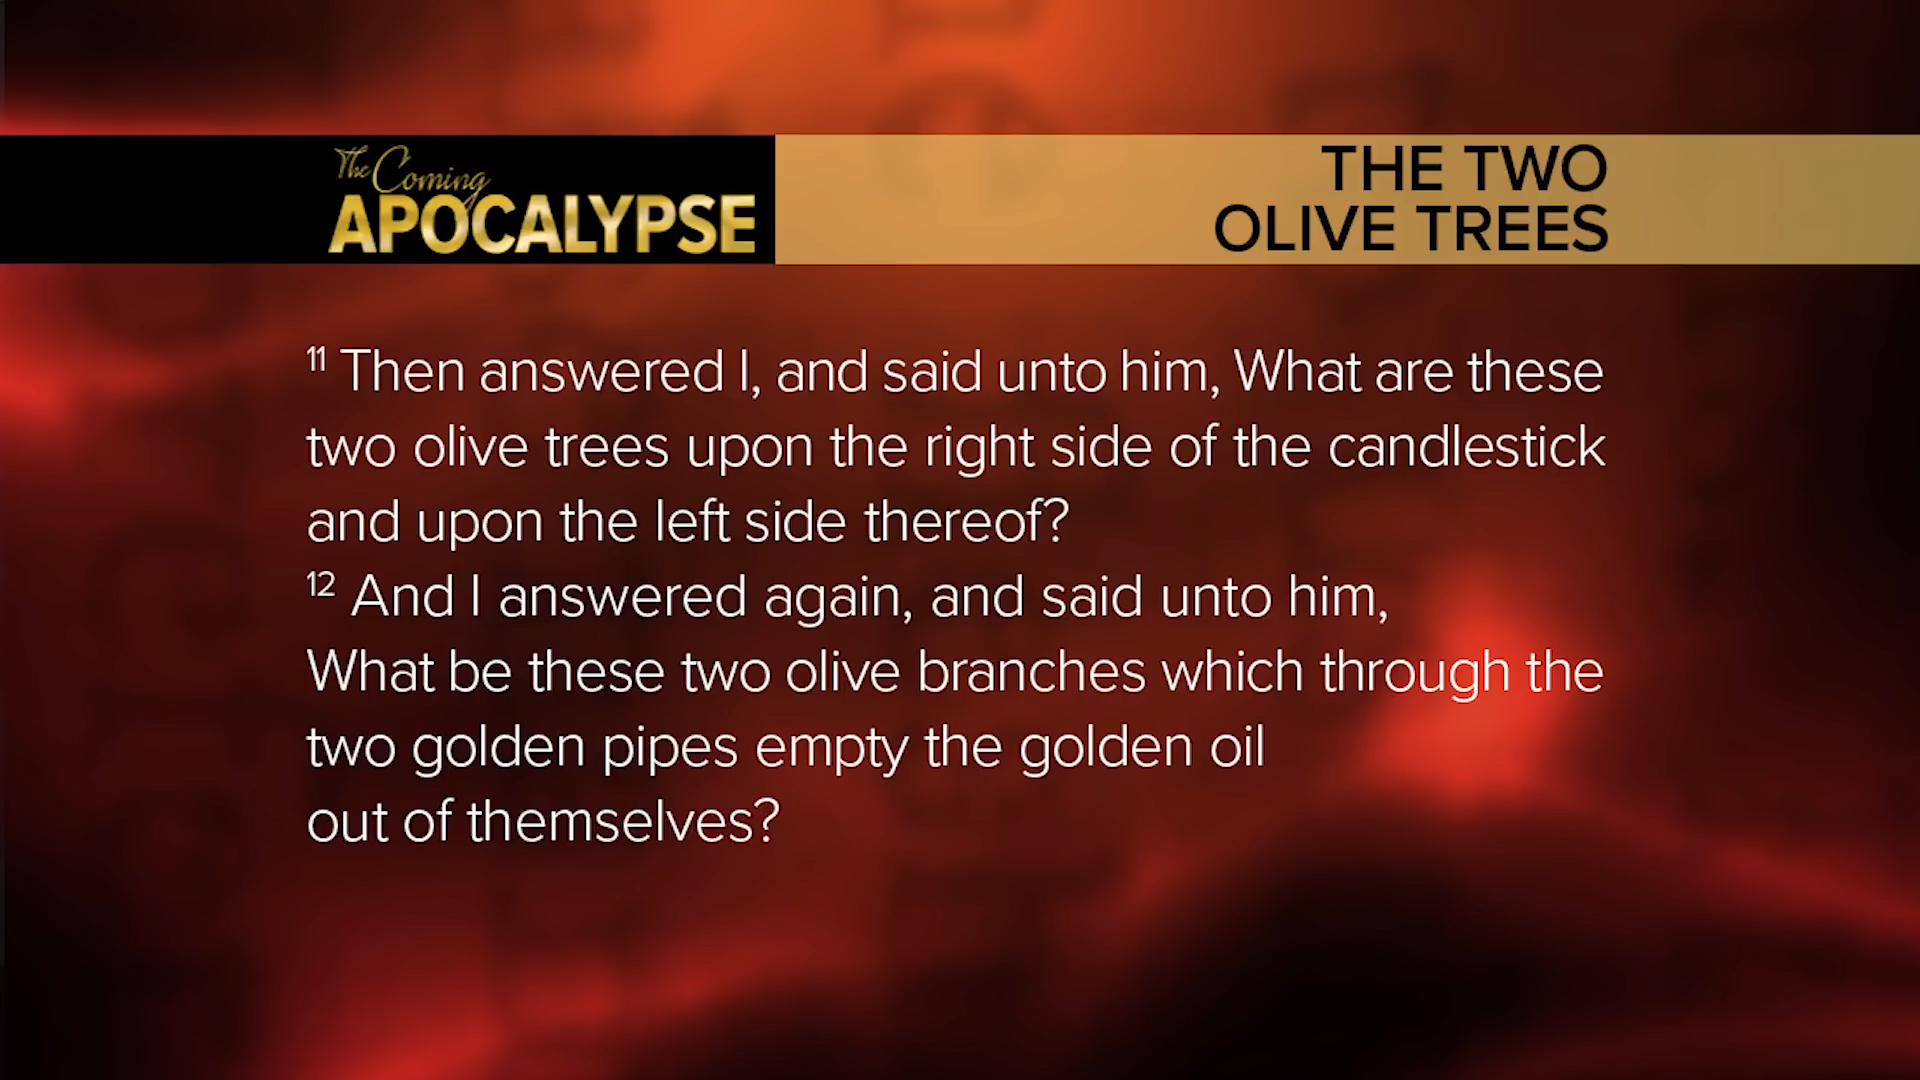 The Coming
APOCALYPSE
THE TWO
OLIVE TREES
11 Then answered I, and said unto him, What are these
two olive trees upon the right side of the candlestick
and upon the left side thereof?
12 And I answered again, and said unto him,
What be these two olive branches which through the
two golden pipes empty the golden oil
out of themselves?